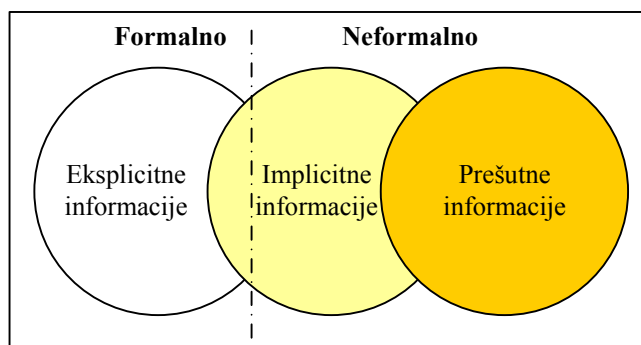 Formalno
Neformalno
Eksplicitne
informacije
Implicitne
informacije
Prešutne
informacije